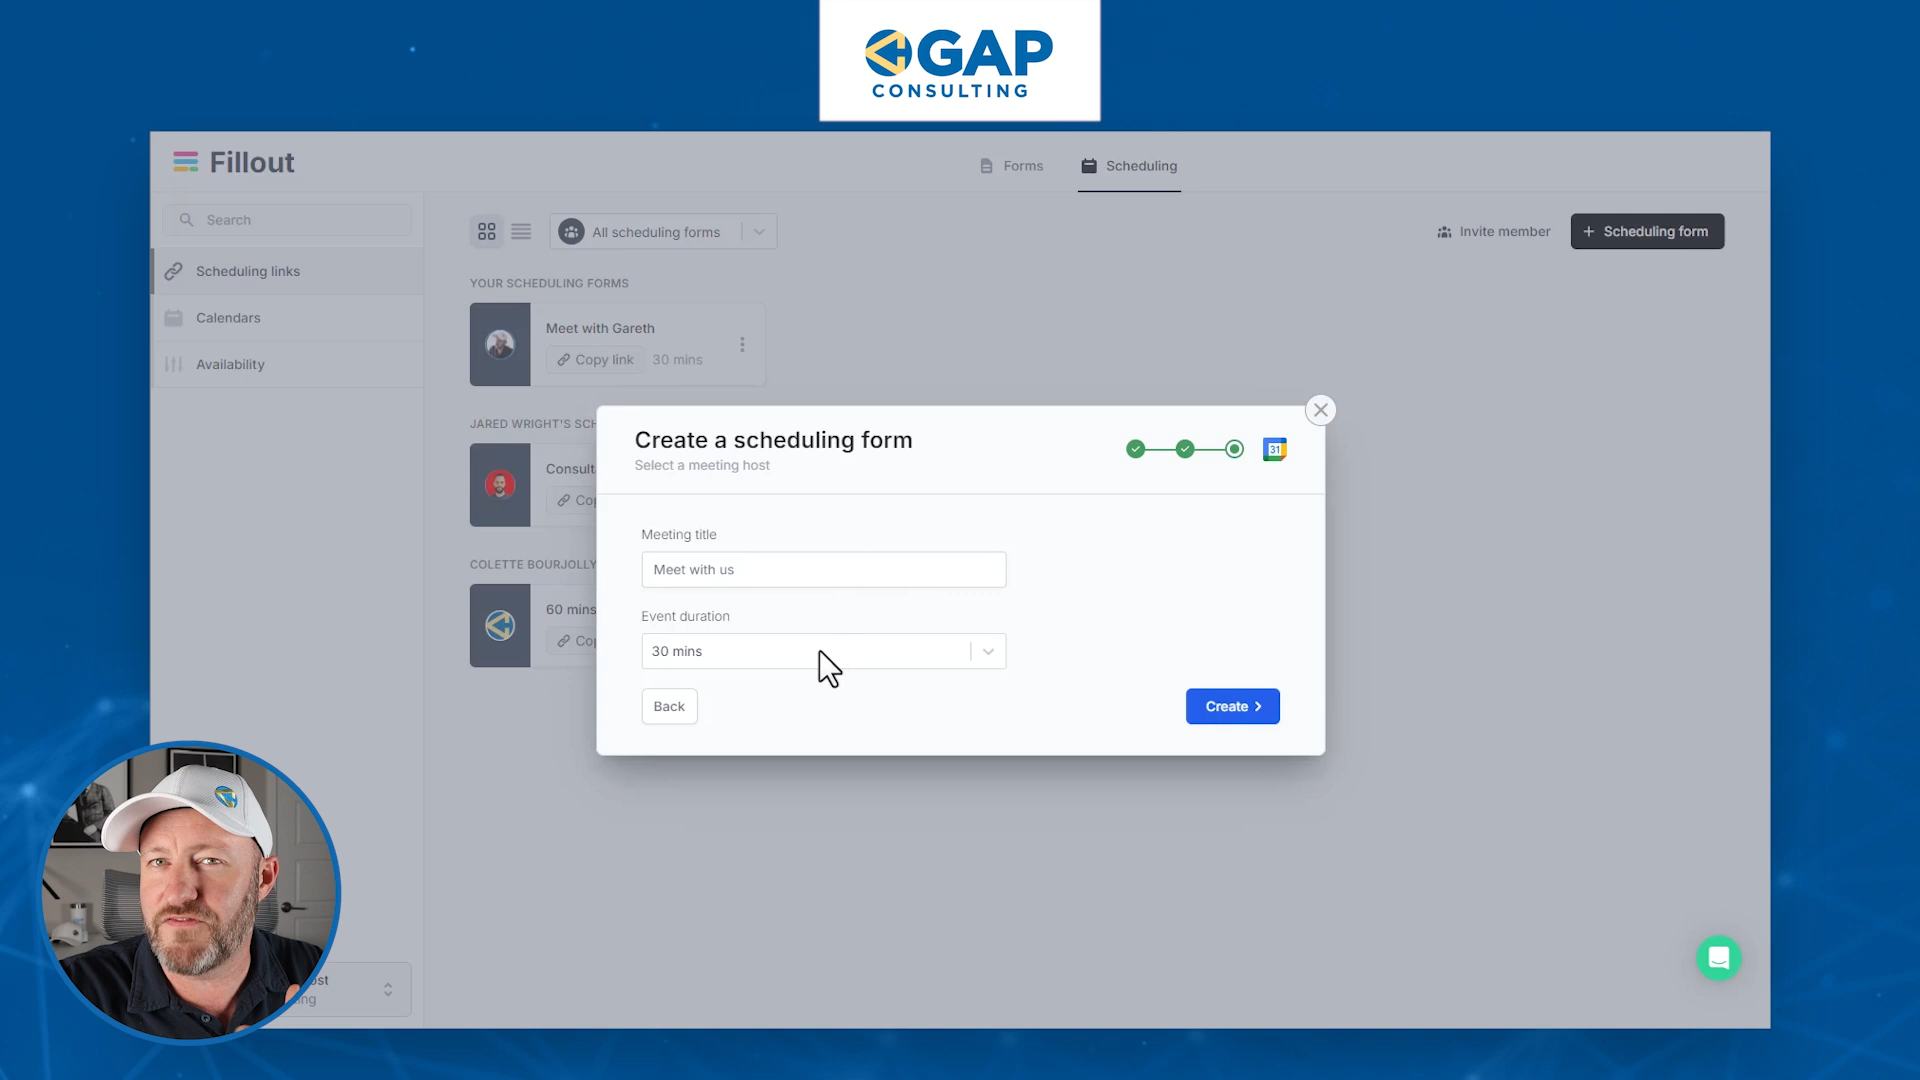 GAP
CONSULTING
Fillout
Forms
Scheduling
Search
All scheduling forms
Invite member
+ Scheduling form
Scheduling links
Calendars
Availability
YOUR SCHEDULING FORMS
Meet with Gareth
Copy link
30 mins
JARED WRIGHT'S SCH
Consult
Cop
COLETTE BOURJOLLY
60 mins
Cop
Create a scheduling form
Select a meeting host
31
Meeting title
Meet with us
Event duration
30 mins
Back
Create
ost
ing